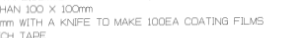 HAN 100 X 100mm
mm WITH A KNIFE TO MAKE 100EA COATING FILMS
CH TAPE